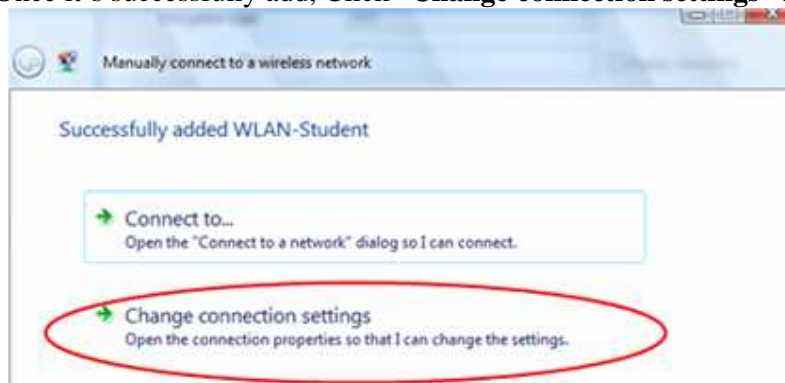 Once it's successfully add, Click "Change connection settings"
Manually connect to a wireless network
Successfully added WLAN-Student
Connect to...
Open the "Connect to a network" dialog so I can connect.
Change connection settings
Open the connection properties so that I can change the settings.